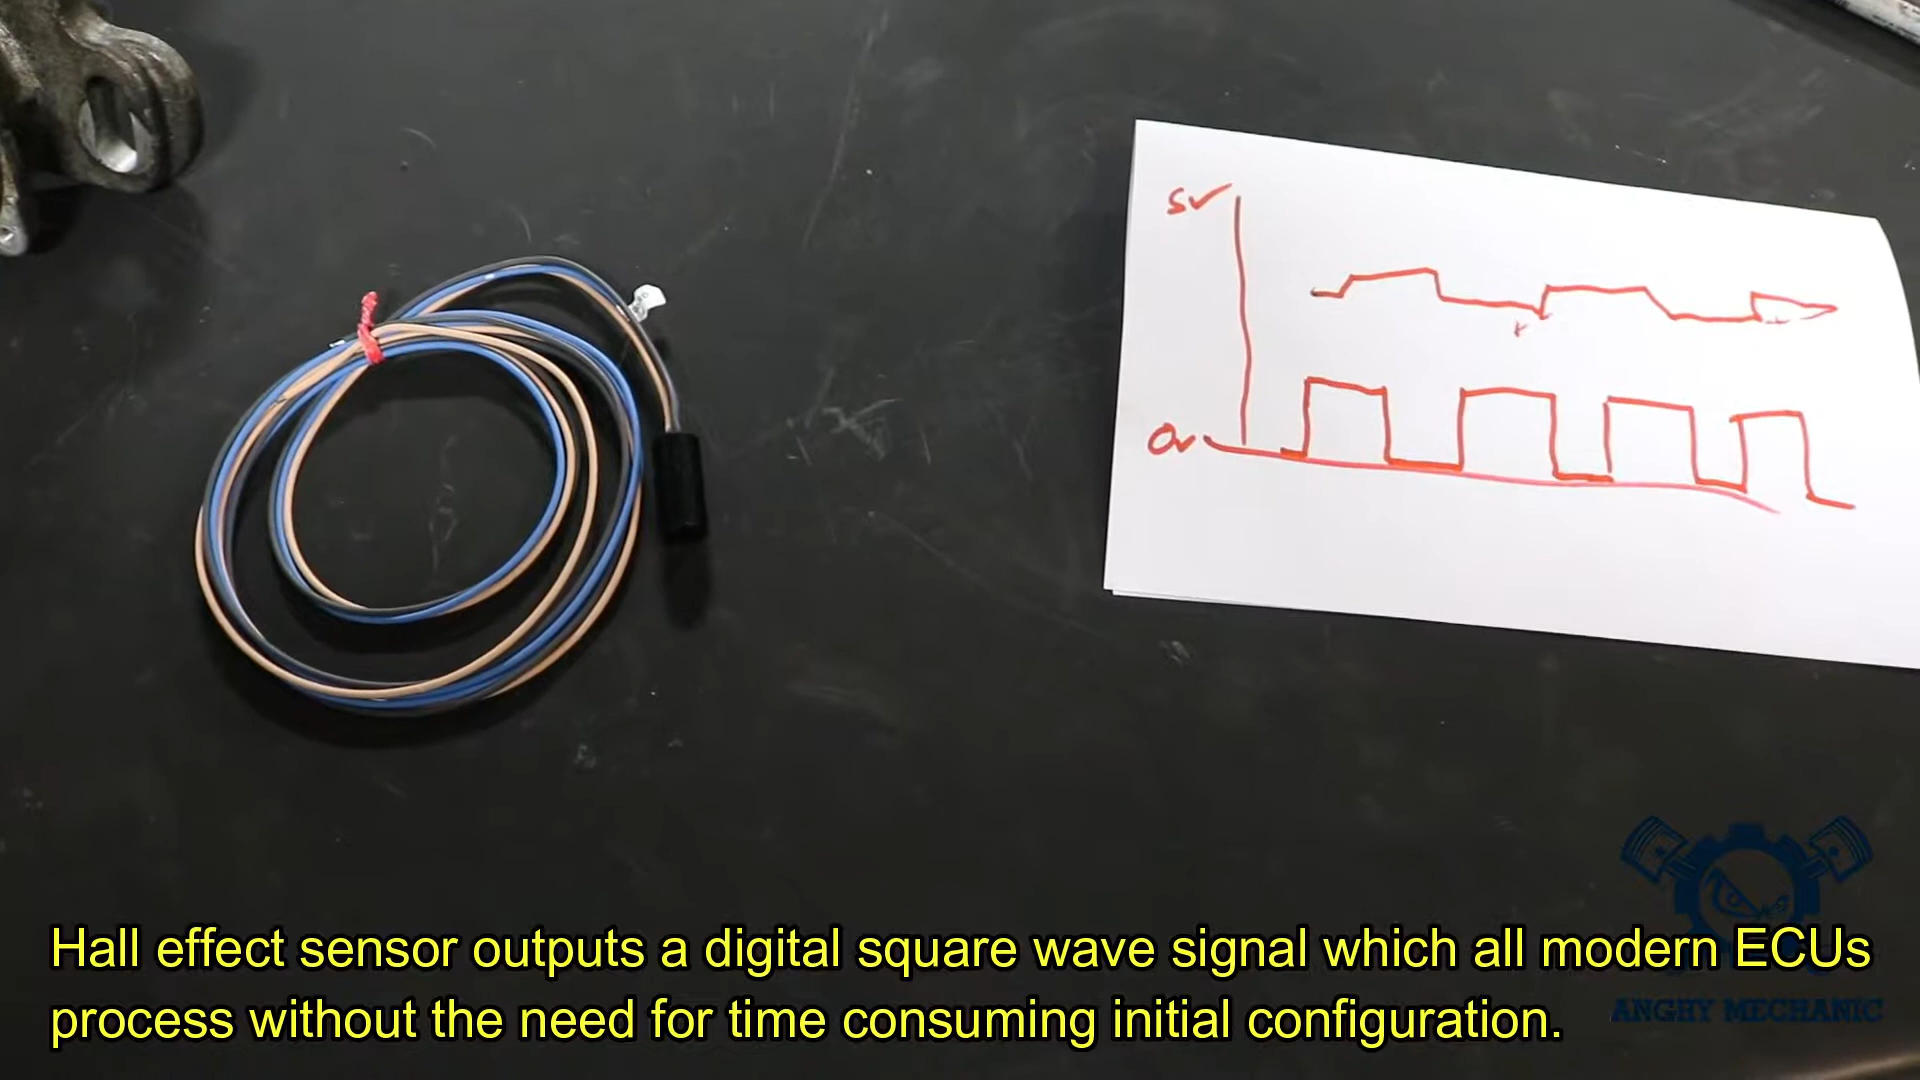 5v
0v
Hall effect sensor outputs a digital square wave signal which all modern ECUs
process without the need for time consuming initial configuration.
ANGRY MECHANIC